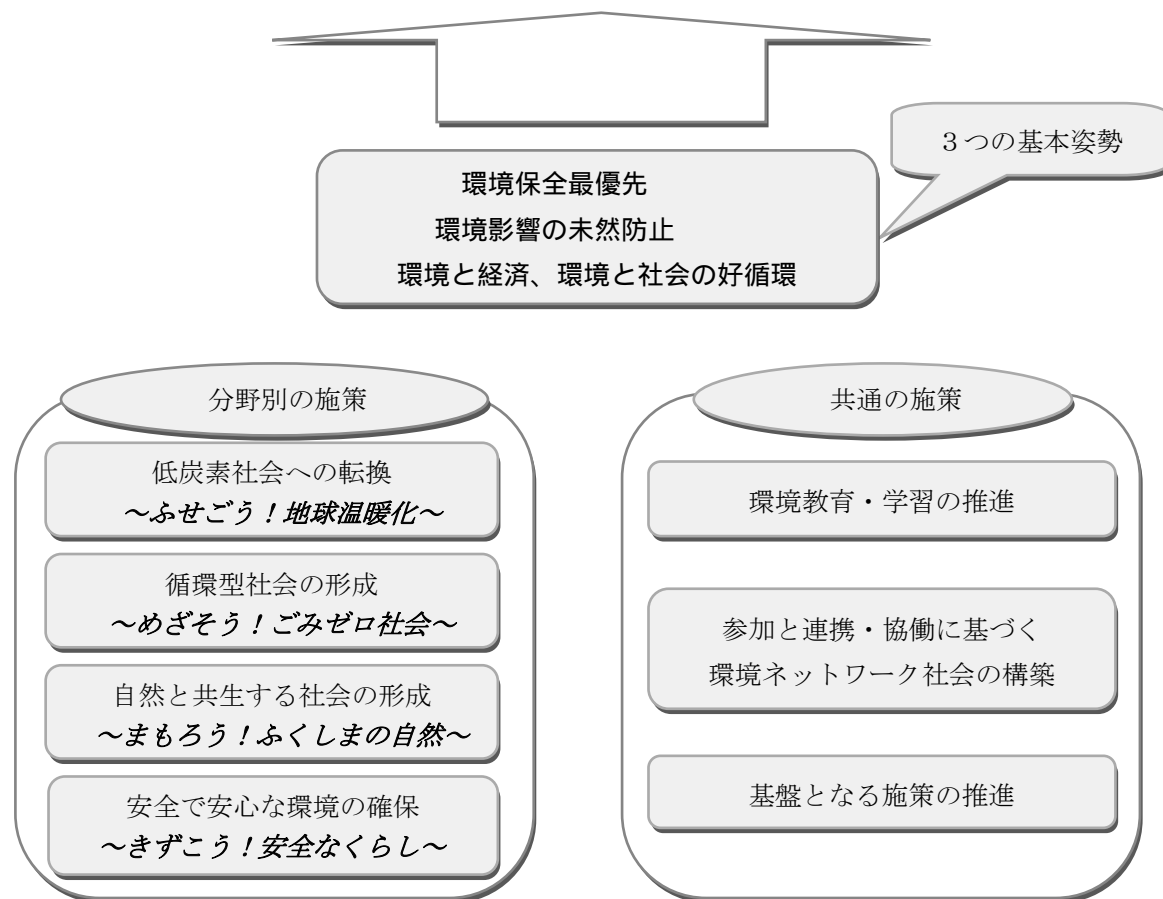 ３つの基本姿勢
環境保全最優先
環境影響の未然防止
環境と経済、環境と社会の好循環
分野別の施策
低炭素社会への転換
～ふせごう！地球温暖化～
循環型社会の形成
～めざそう！ごみゼロ社会～
自然と共生する社会の形成
～まもろう！ふくしまの自然～
安全で安心な環境の確保
～きずこう！安全なくらし～
共通の施策
環境教育・学習の推進
参加と連携・協働に基づく
環境ネットワーク社会の構築
基盤となる施策の推進